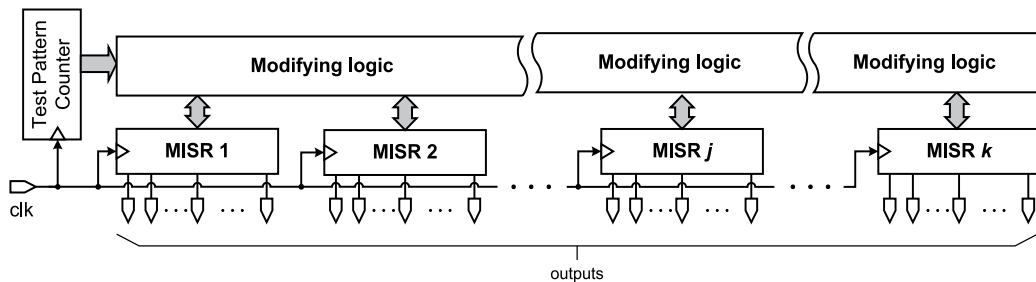 Test Pattern
Counter
Modifying logic
Modifying logic
Modifying logic
MISR 1
MISR 2
MISR j
MISR k
clk
outputs